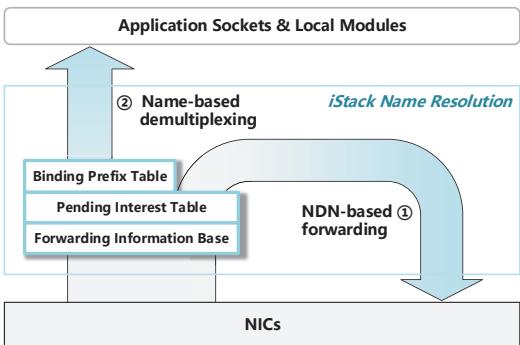 Application Sockets & Local Modules
② Name-based
demultiplexing
iStack Name Resolution
Binding Prefix Table
Pending Interest Table
Forwarding Information Base
NDN-based ①
forwarding
NICs